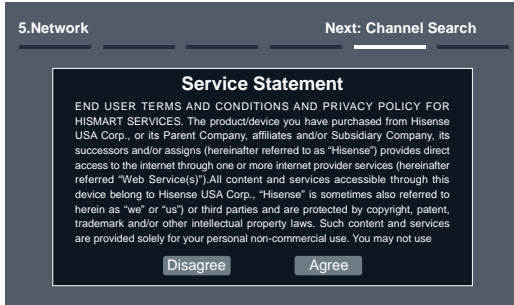 5.Network Next: Channel Search
Service Statement
END USER TERMS AND CONDITIONS AND PRIVACY POLICY FOR
HISMART SERVICES. The product/device you have purchased from Hisense
USA Corp., or its Parent Company, affiliates and/or Subsidiary Company, its
successors and/or assigns (hereinafter referred to as “Hisense”) provides direct
access to the internet through one or more internet provider services (hereinafter
referred “Web Service(s)”).All content and services accessible through this
device belong to Hisense USA Corp., “Hisense” is sometimes also referred to
herein as “we” or “us”) or third parties and are protected by copyright, patent,
trademark and/or other intellectual property laws. Such content and services
are provided solely for your personal non-commercial use. You may not use
Disagree Agree